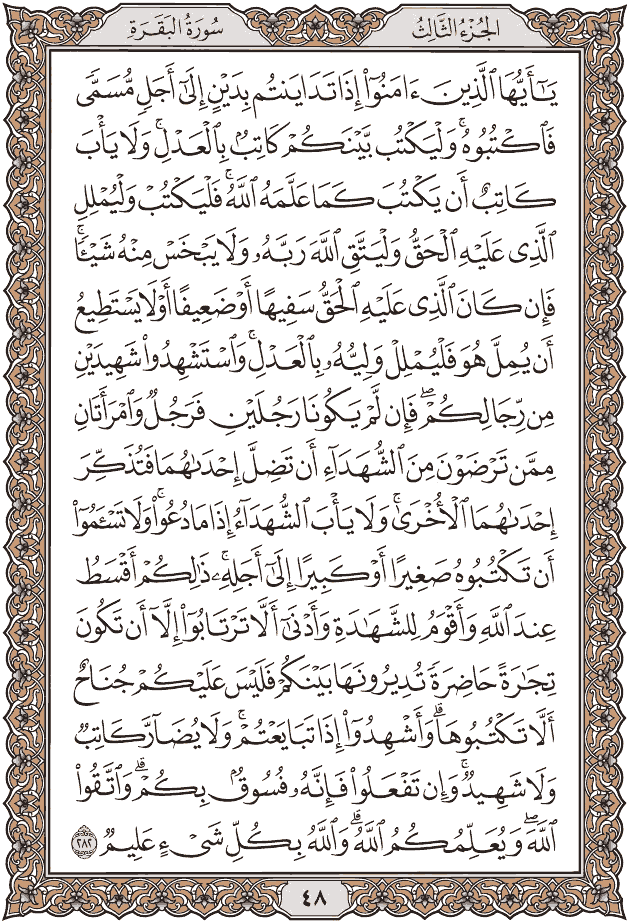 الجُزْءُ الثَّالِثُ
سُورَةُ البَقَرَةِ
يَـٰٓأَيُّهَا ٱلَّذِينَ ءَامَنُوٓاْ إِذَا تَدَايَنتُم بِدَيْنٍ إِلَىٰٓ أَجَلٍ مُّسَمًّى
فَٱكْتُبُوهُۚ وَلْيَكْتُب بَّيْنَكُمْ كَاتِبٌۢ بِٱلْعَدْلِۚ وَلَا يَأْبَ
كَاتِبٌ أَن يَكْتُبَ كَمَا عَلَّمَهُ ٱللَّهُۚ فَلْيَكْتُبْ وَلْيُمْلِلِ
ٱلَّذِى عَلَيْهِ ٱلْحَقُّ وَلْيَتَّقِ ٱللَّهَ رَبَّهُۥ وَلَا يَبْخَسْ مِنْهُ شَيْـًٔاۚ
فَإِن كَانَ ٱلَّذِى عَلَيْهِ ٱلْحَقُّ سَفِيهًا أَوْ ضَعِيفًا أَوْ لَا يَسْتَطِيعُ
أَن يُمِلَّ هُوَ فَلْيُمْلِلْ وَلِيُّهُۥ بِٱلْعَدْلِۚ وَٱسْتَشْهِدُواْ شَهِيدَيْنِ
مِن رِّجَالِكُمْۖ فَإِن لَّمْ يَكُونَا رَجُلَيْنِ فَرَجُلٌ وَٱمْرَأَتَانِ
مِمَّن تَرْضَوْنَ مِنَ ٱلشُّهَدَآءِ أَن تَضِلَّ إِحْدَىٰهُمَا فَتُذَكِّرَ
إِحْدَىٰهُمَا ٱلْأُخْرَىٰۚ وَلَا يَأْبَ ٱلشُّهَدَآءُ إِذَا مَا دُعُواْۚ وَلَا تَسْـَٔمُوٓاْ
أَن تَكْتُبُوهُ صَغِيرًا أَوْ كَبِيرًا إِلَىٰٓ أَجَلِهِۦۚ ذَٰلِكُمْ أَقْسَطُ
عِندَ ٱللَّهِ وَأَقْوَمُ لِلشَّهَـٰدَةِ وَأَدْنَىٰٓ أَلَّا تَرْتَابُوٓاْ إِلَّآ أَن تَكُونَ
تِجَـٰرَةً حَاضِرَةً تُدِيرُونَهَا بَيْنَكُمْ فَلَيْسَ عَلَيْكُمْ جُنَاحٌ
أَلَّا تَكْتُبُوهَاۗ وَأَشْهِدُوٓاْ إِذَا تَبَايَعْتُمْۚ وَلَا يُضَآرَّ كَاتِبٌ
وَلَا شَهِيدٌۚ وَإِن تَفْعَلُواْ فَإِنَّهُۥ فُسُوقٌۢ بِكُمْۗ وَٱتَّقُواْ
ٱللَّهَۖ وَيُعَلِّمُكُمُ ٱللَّهُۗ وَٱللَّهُ بِكُلِّ شَىْءٍ عَلِيمٌ ٢٨٢
٤٨